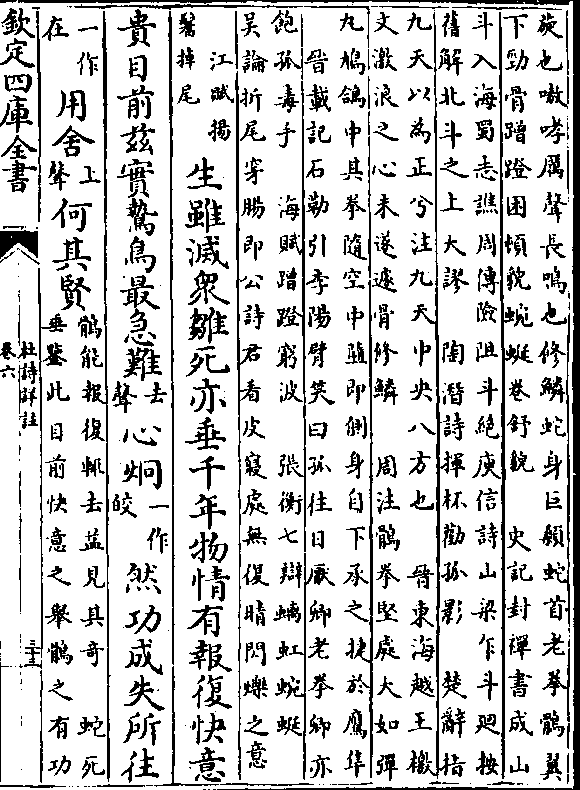 旋也嗷哮厲聲長鳴也修鱗蛇身巨顙蛇首老拳鶻翼
下勁骨蹭蹬困頓貌蜿蜒卷舒貌　史記封禪書成山
斗入海蜀志譙周傳險阻斗絶庾信詩山梁乍斗廻按
舊解北斗之上大謬　陶潛詩揮杯勸孤影　楚辭指
九天以為正兮注九天中央八方也　晉東海越王檄
文激浪之心未遂遽骨修鱗　周注鶻拳堅處大如彈
九鳩鴿中其拳隨空中墮即側身自下承之捷於鷹隼
晉載記石勒引李陽臂笑曰孤往日厭卿老拳卿亦
飽孤毒手　海賦蹭蹬窮波　張衡七辯螭虹蜿蜒
吳論折尾穿腸即公詩君看皮寢處無復睛閃爍之意
江賦揚
鬐掉尾
生雖滅衆雛死亦垂千年物情有報復快意
貴目前兹實鷙鳥最急難去聲心炯一作皎然功成失所往
一作在用舍上聲何其賢鶻能報復輒去益見其奇　蛇死
垂鑒此目前快意之舉鶻之有功
欽定四庫全書
杜詩詳註
卷六
三十三